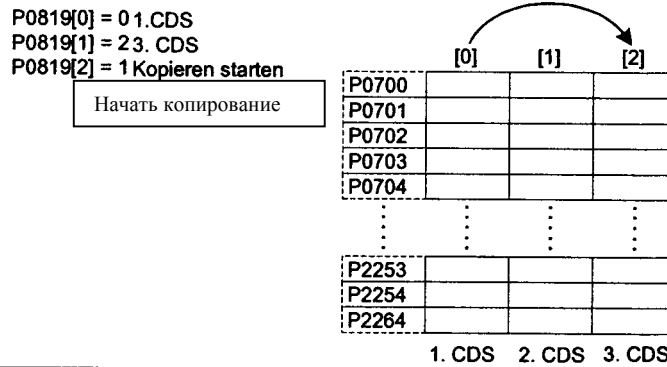 P0819[0] = 0 1.CDS
P0819[1] = 2 3. CDS
P0819[2] = 1 Kopieren starten
Начать копирование
[0] [1] [2]
P0700
P0701
P0702
P0703
P0704
P2253
P2254
P2264
1. CDS 2. CDS 3. CDS